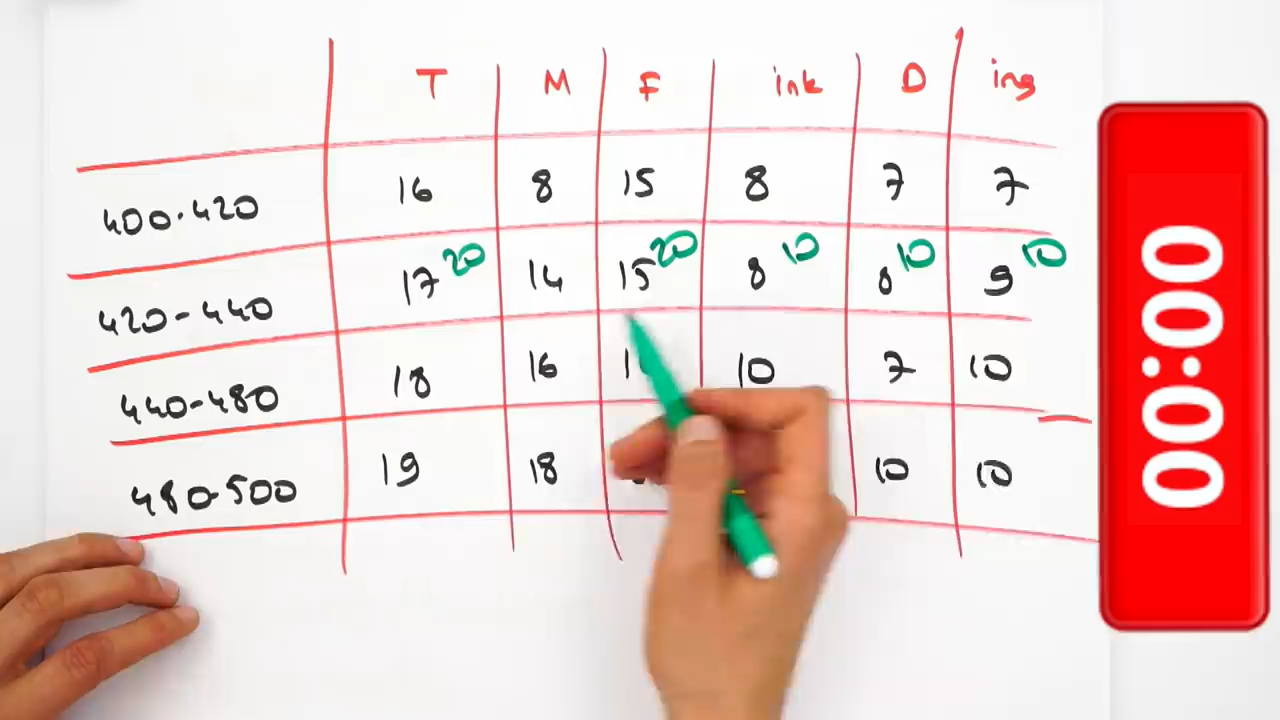 T M F ink D ing
400-420 16 8 15 8 7 7
420-440 17 20 14 15 20 8 10 8 10 9 10
440-480 18 16 10 7 10
480-500 19 18 10 10
00:00